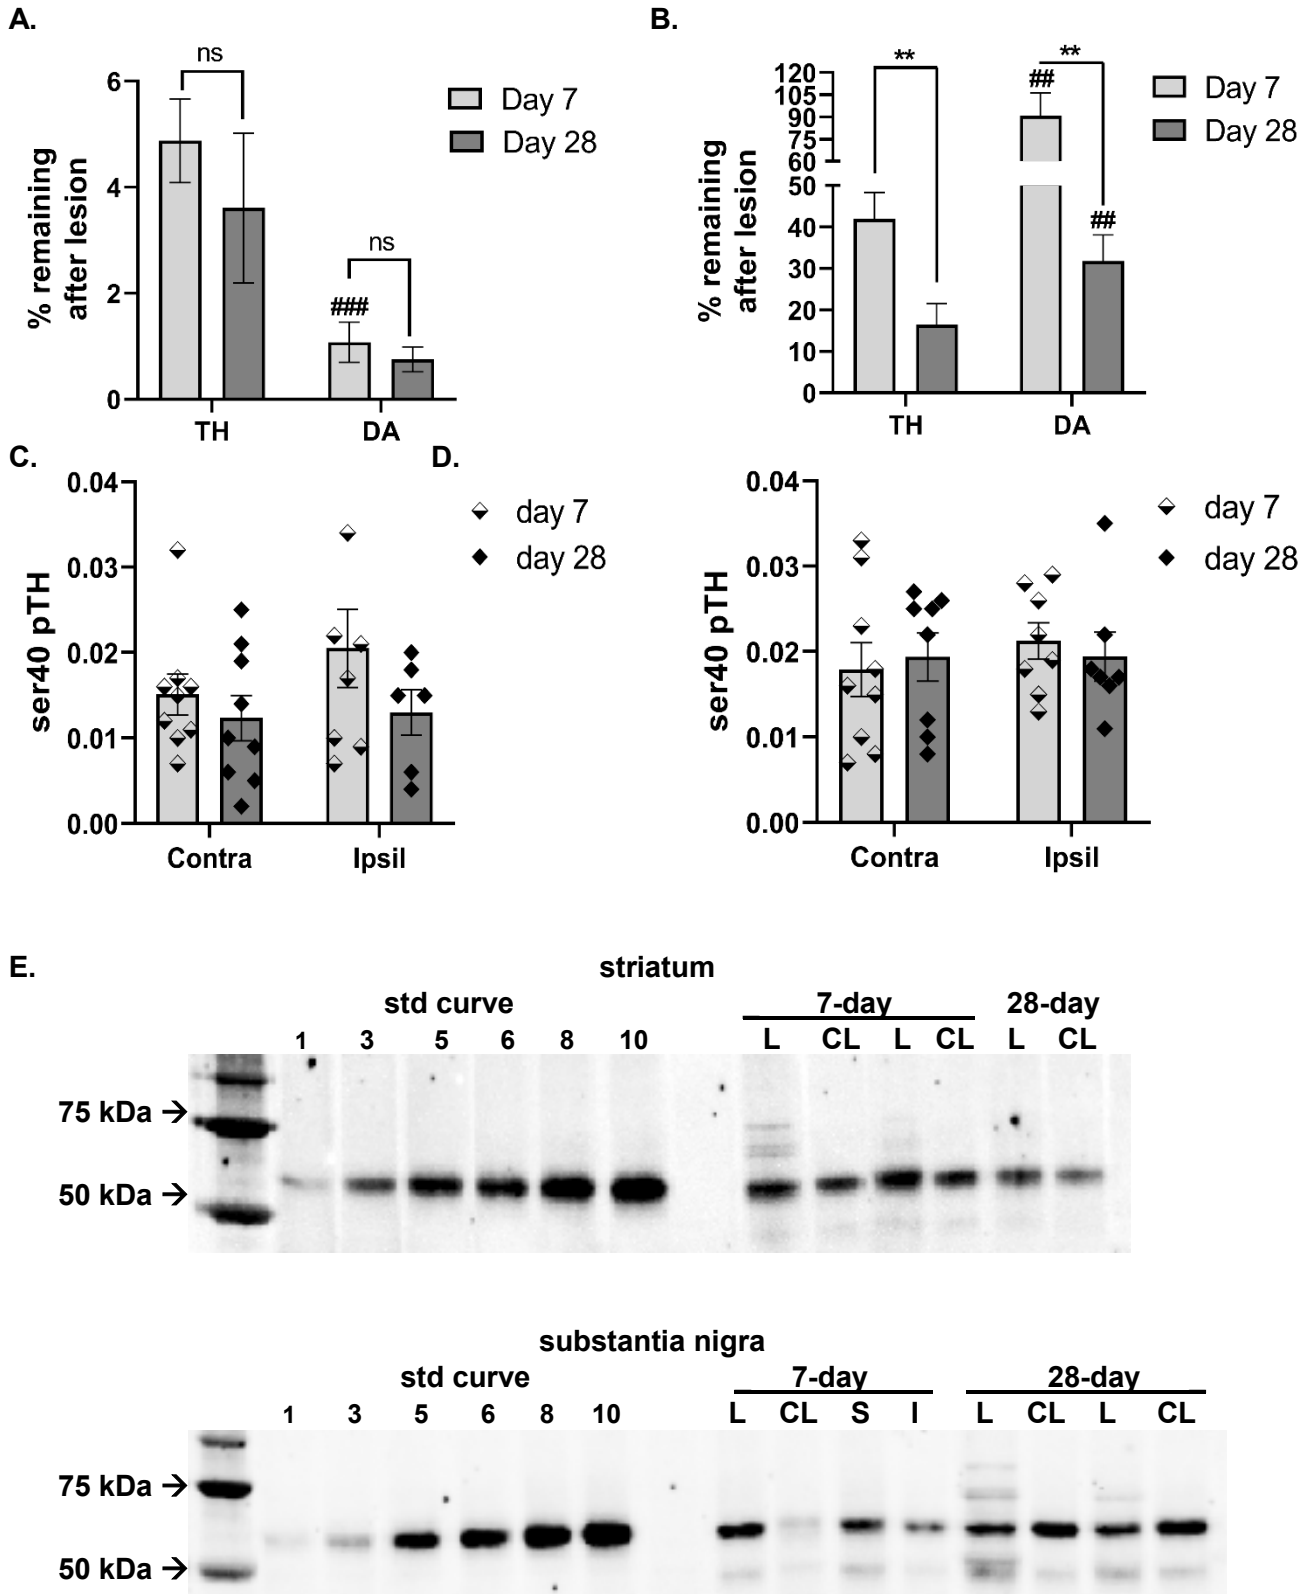 A.
ns
6
4
2
0
% remaining
after lesion
ns
###
TH
DA
Day 7
Day 28
B.
**
**
##
##
120
105
90
75
60
50
40
30
20
10
0
% remaining
after lesion
TH
DA
Day 7
Day 28
C.
0.04
0.03
0.02
0.01
0.00
ser40 pTH
Contra
Ipsil
day 7
day 28
D.
0.04
0.03
0.02
0.01
0.00
ser40 pTH
Contra
Ipsil
day 7
day 28
E.
striatum
std curve 7-day 28-day
1 3 5 6 8 10 L CL L CL L CL
75 kDa →
50 kDa →
substantia nigra
std curve 7-day 28-day
1 3 5 6 8 10 L CL S I L CL L CL
75 kDa →
50 kDa →